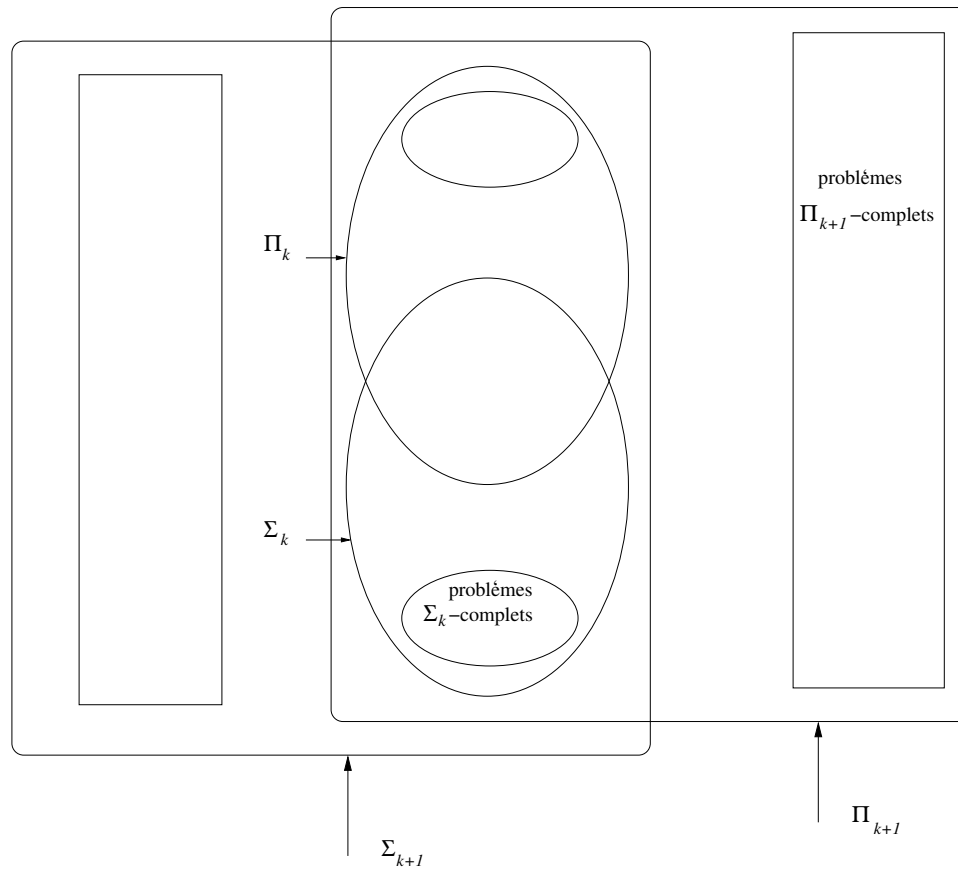 problèmes
Π_{k+1}−complets
Π_k
Σ_k
problèmes
Σ_k−complets
Π_{k+1}
Σ_{k+1}